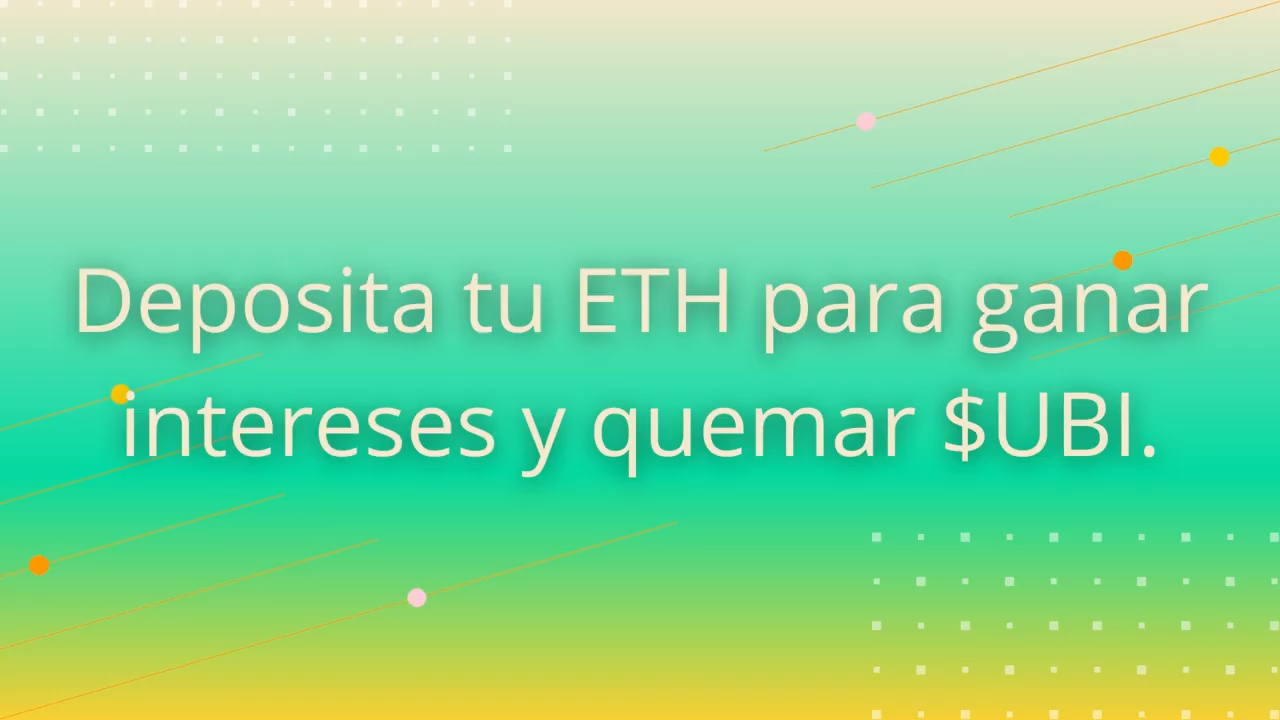 Deposita tu ETH para ganar
intereses y quemar $UBI.